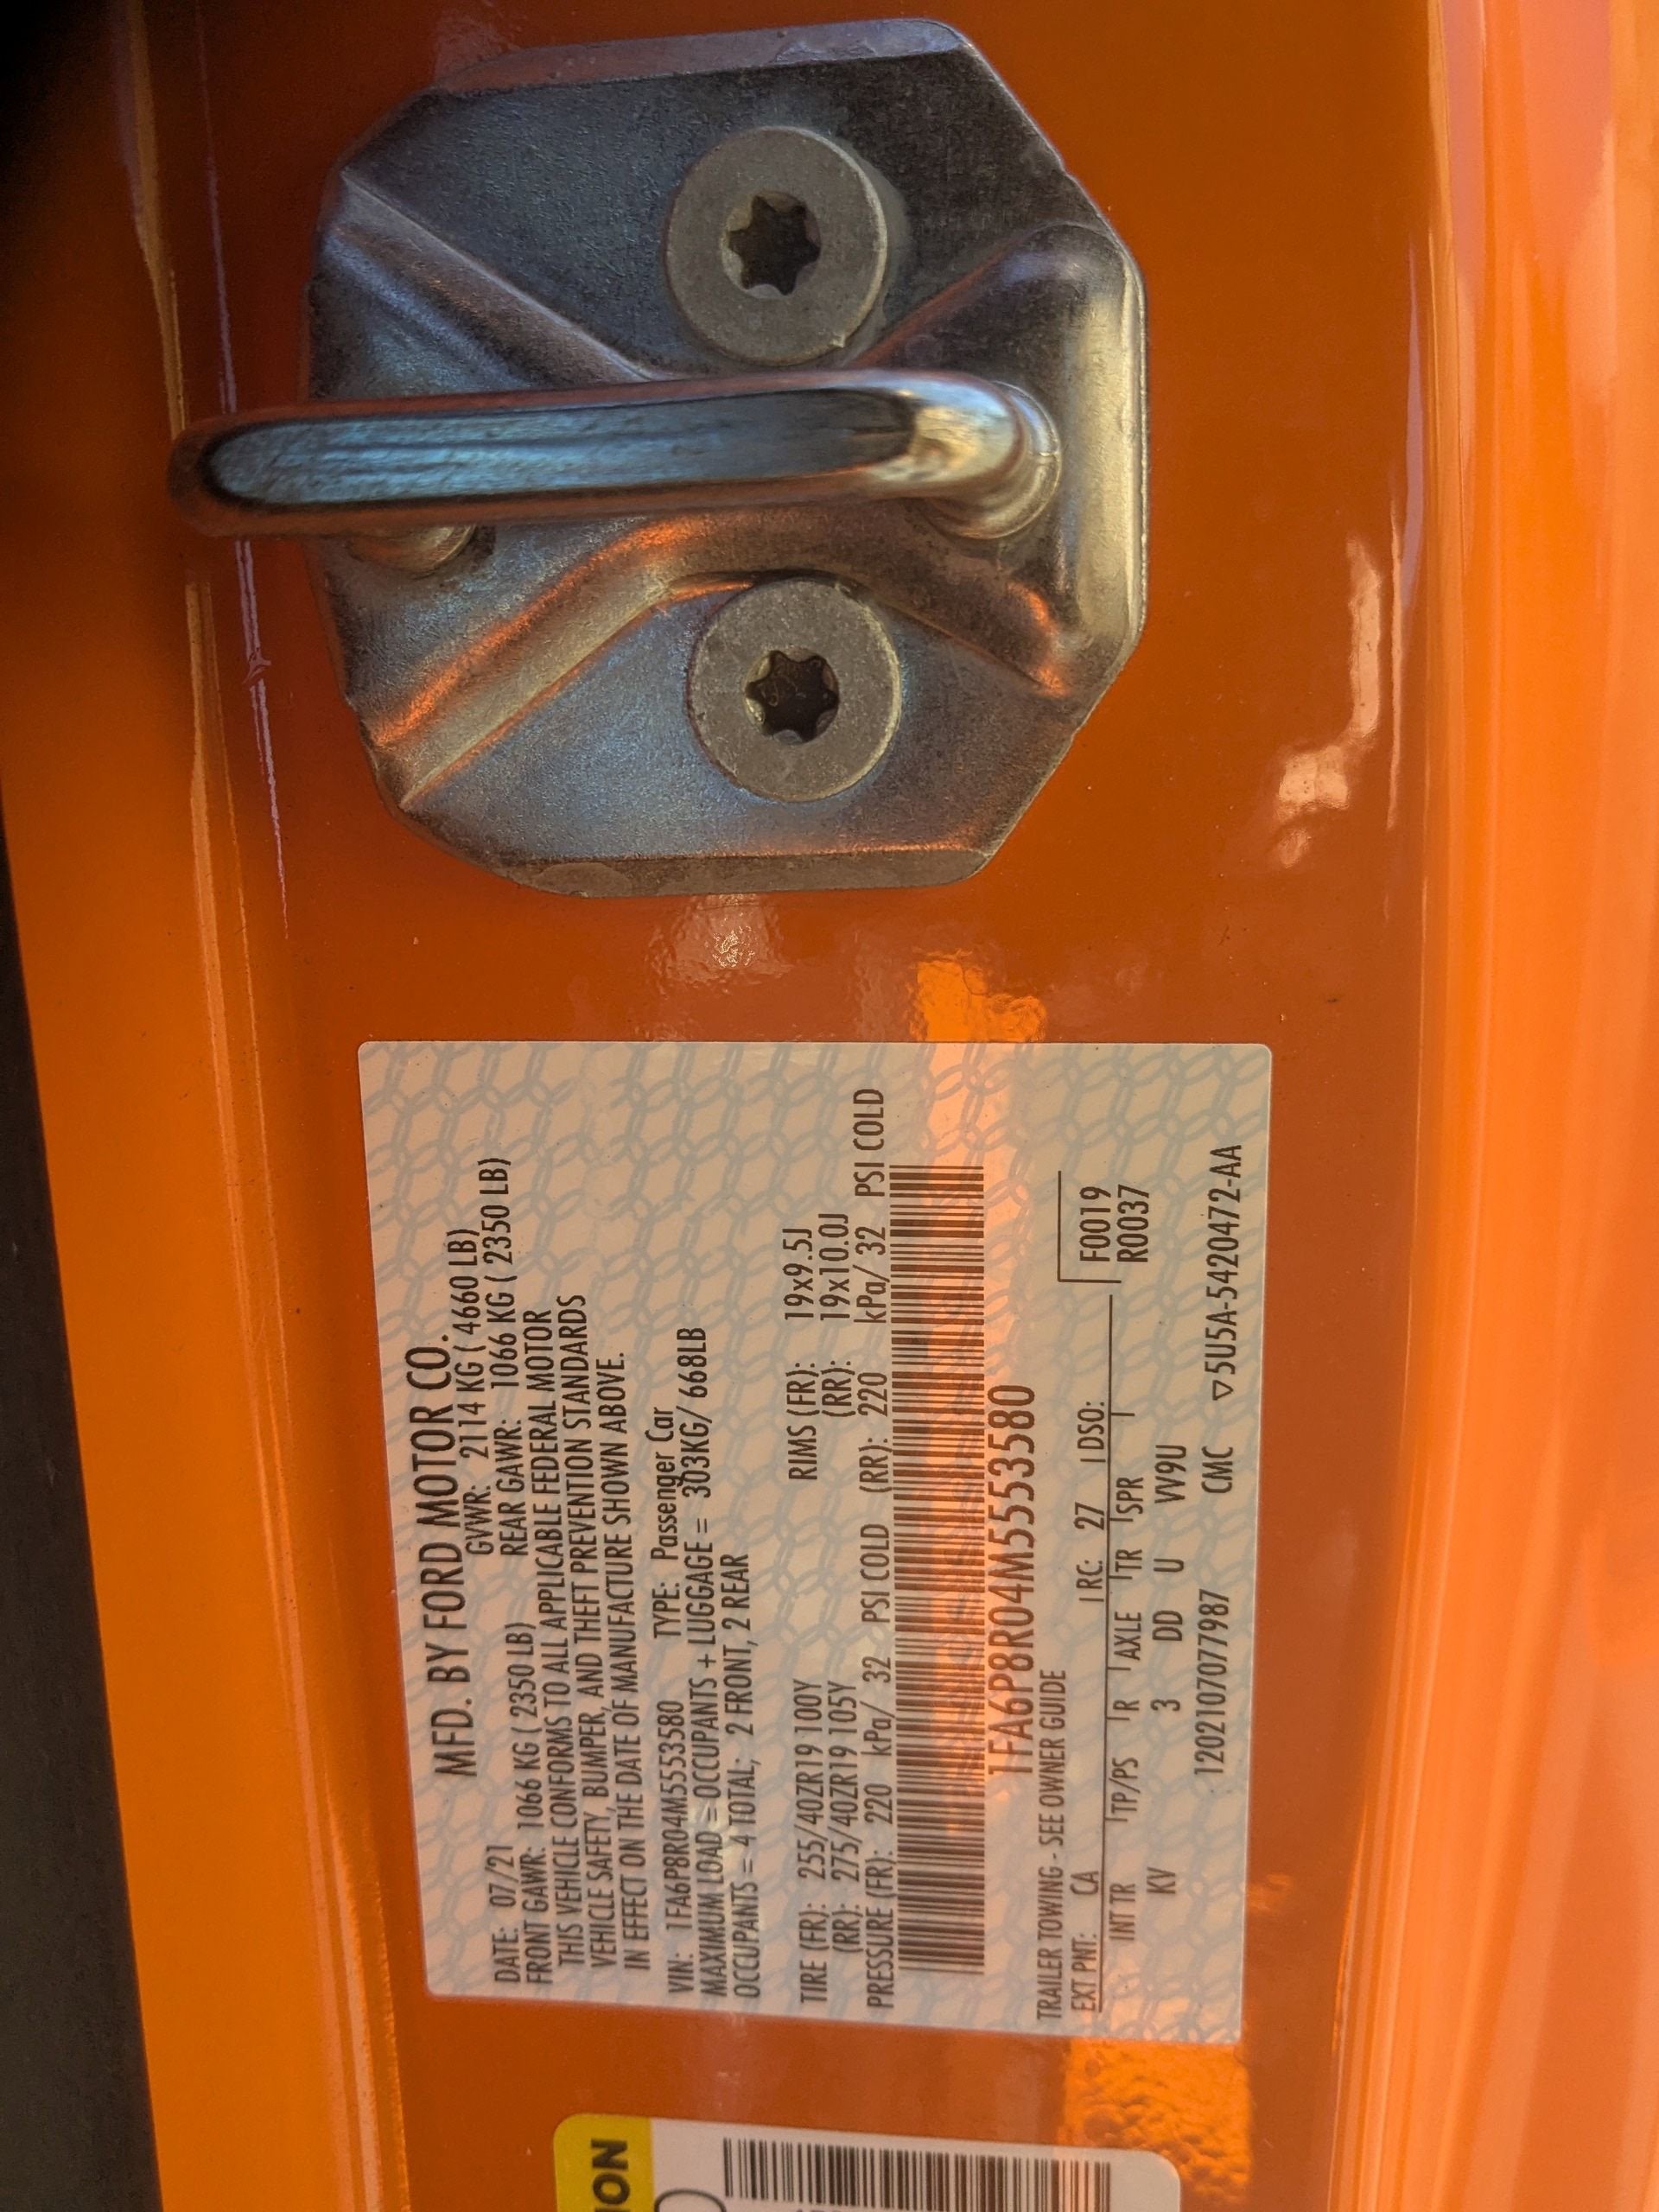 MFD. BY FORD MOTOR CO.
DATE: 07/21 GVWR: 2114 KG ( 4660 LB)
FRONT GAWR: 1066 KG ( 2350 LB) REAR GAWR: 1066 KG ( 2350 LB)
THIS VEHICLE CONFORMS TO ALL APPLICABLE FEDERAL MOTOR
VEHICLE SAFETY, BUMPER, AND THEFT PREVENTION STANDARDS
IN EFFECT ON THE DATE OF MANUFACTURE SHOWN ABOVE.
VIN: 1FA6P8R04M5553580 TYPE: Passenger Car
MAXIMUM LOAD = OCCUPANTS + LUGGAGE = 303KG/ 668LB
OCCUPANTS = 4 TOTAL; 2 FRONT, 2 REAR
TIRE (FR): 255/40ZR19 100Y RIMS (FR): 19x9.5J
(RR): 275/40ZR19 105Y (RR): 19x10.0J
PRESSURE (FR): 220 kPa/ 32 PSI COLD (RR): 220 kPa/ 32 PSI COLD
1FA6P8R04M5553580
TRAILER TOWING - SEE OWNER GUIDE
EXT PNT: CA RC: 27 DSO: F0019
INT TR TP/PS R AXLE TR SPR R0037
KV 3 DD U VV9U
1202107077987 CMC ▽5U5A-5420472-AA
ION